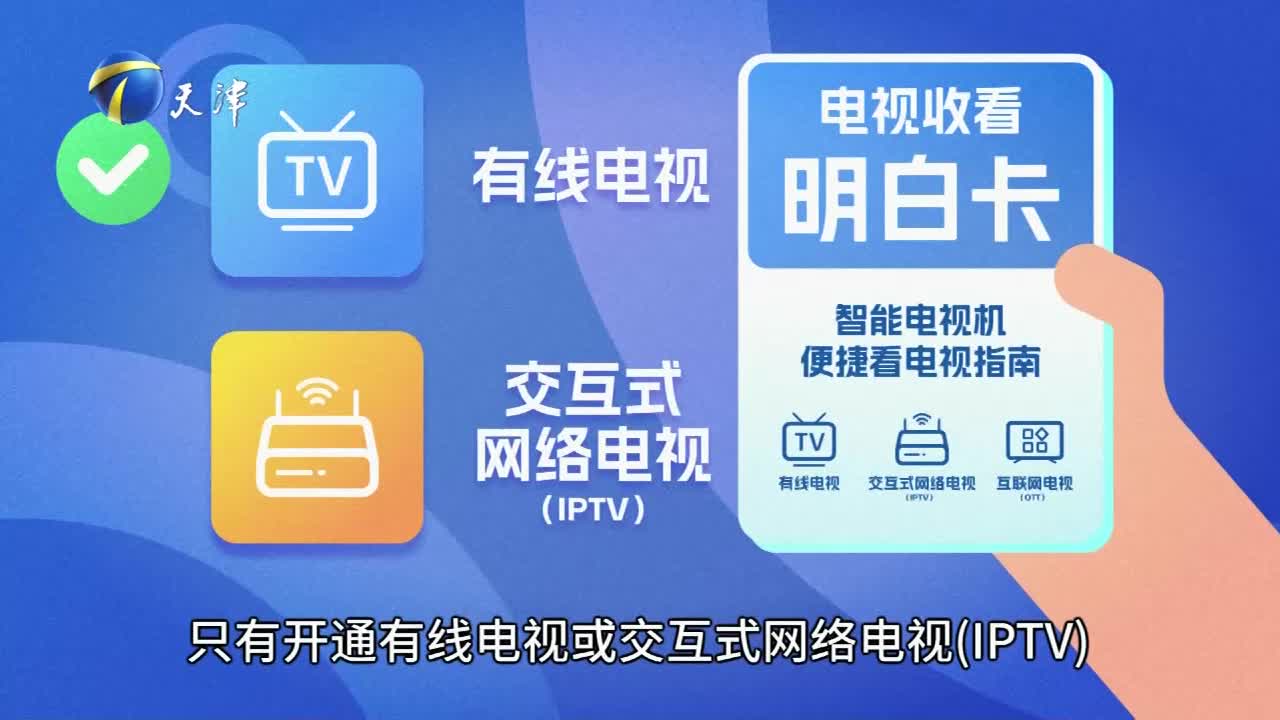 天津
TV
有线电视
交互式
网络电视
(IPTV)
电视收看
明白卡
智能电视机
便捷看电视指南
TV
有线电视
交互式网络电视
(IPTV)
互联网电视
(OTT)
只有开通有线电视或交互式网络电视(IPTV)